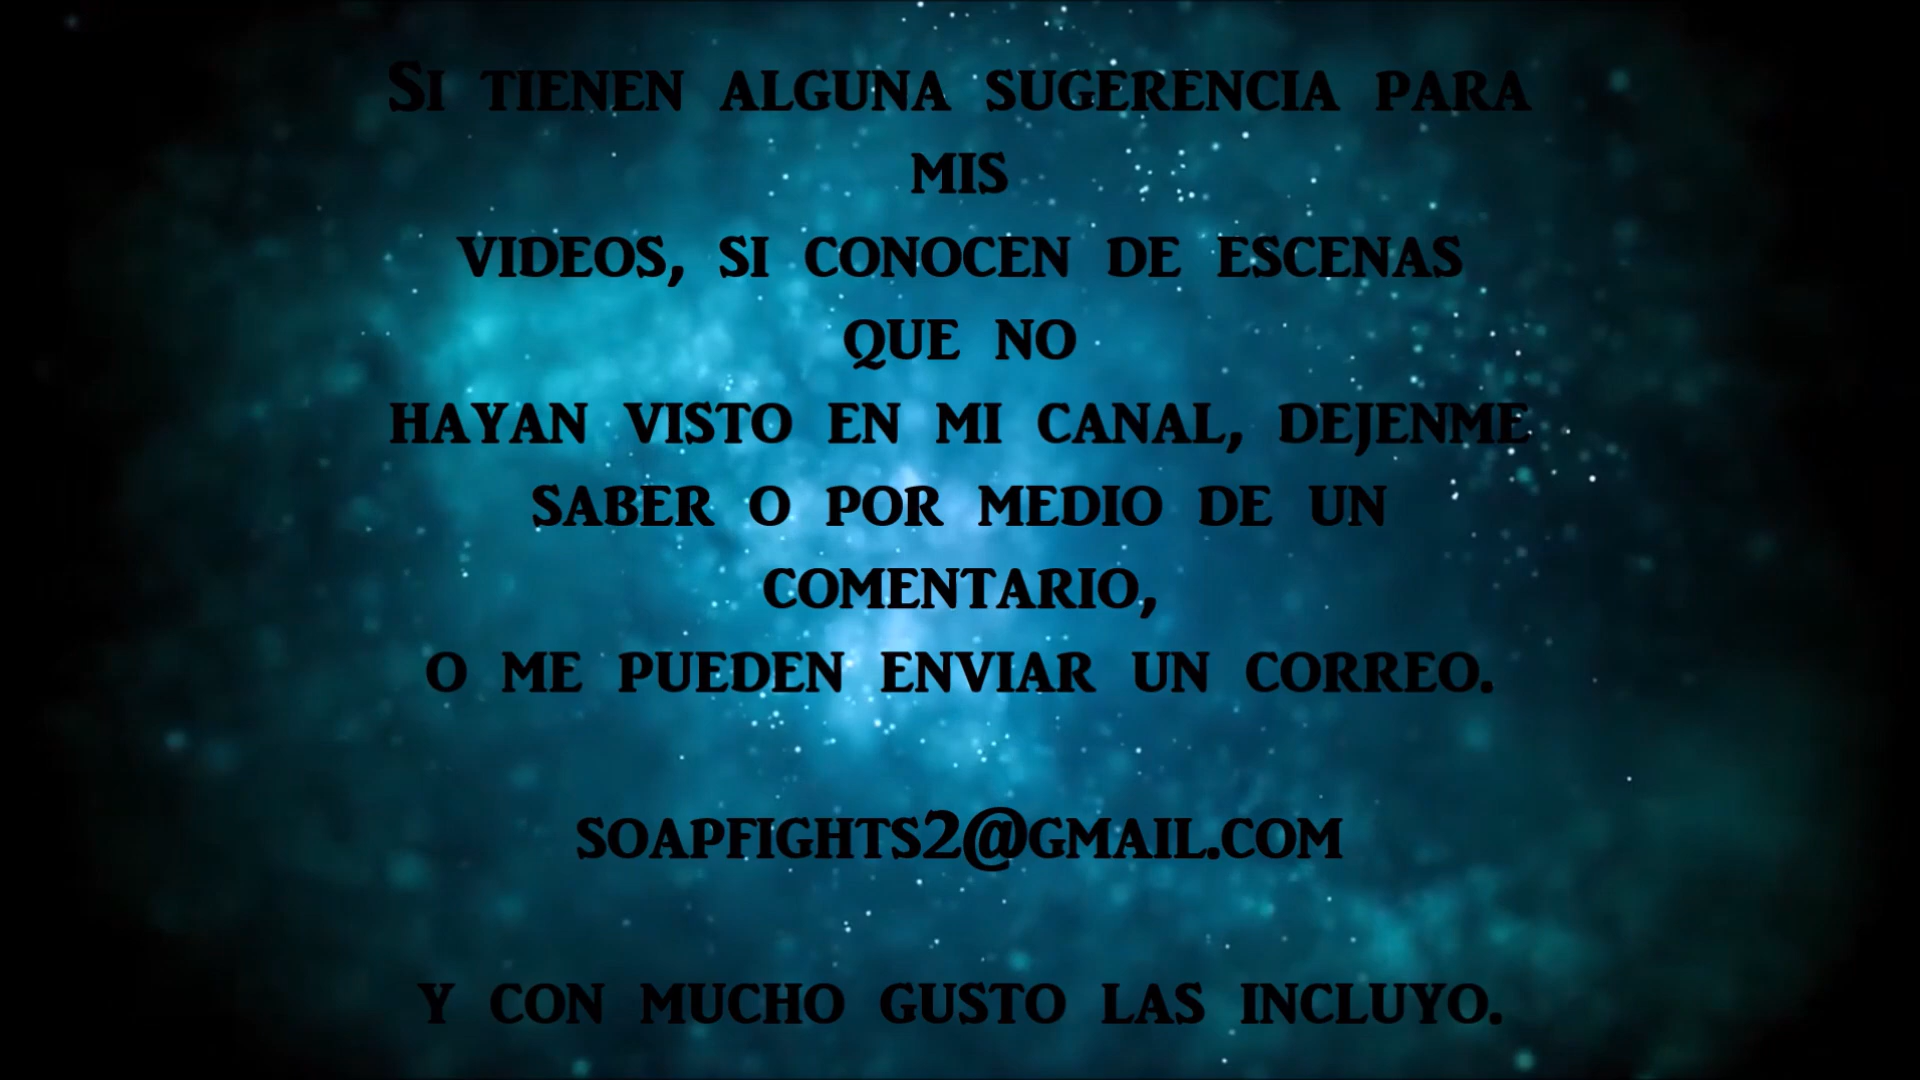 Si tienen alguna sugerencia para
mis
videos, si conocen de escenas
que no
hayan visto en mi canal, dejenme
saber o por medio de un
comentario,
o me pueden enviar un correo.
soapfights2@gmail.com
y con mucho gusto las incluyo.